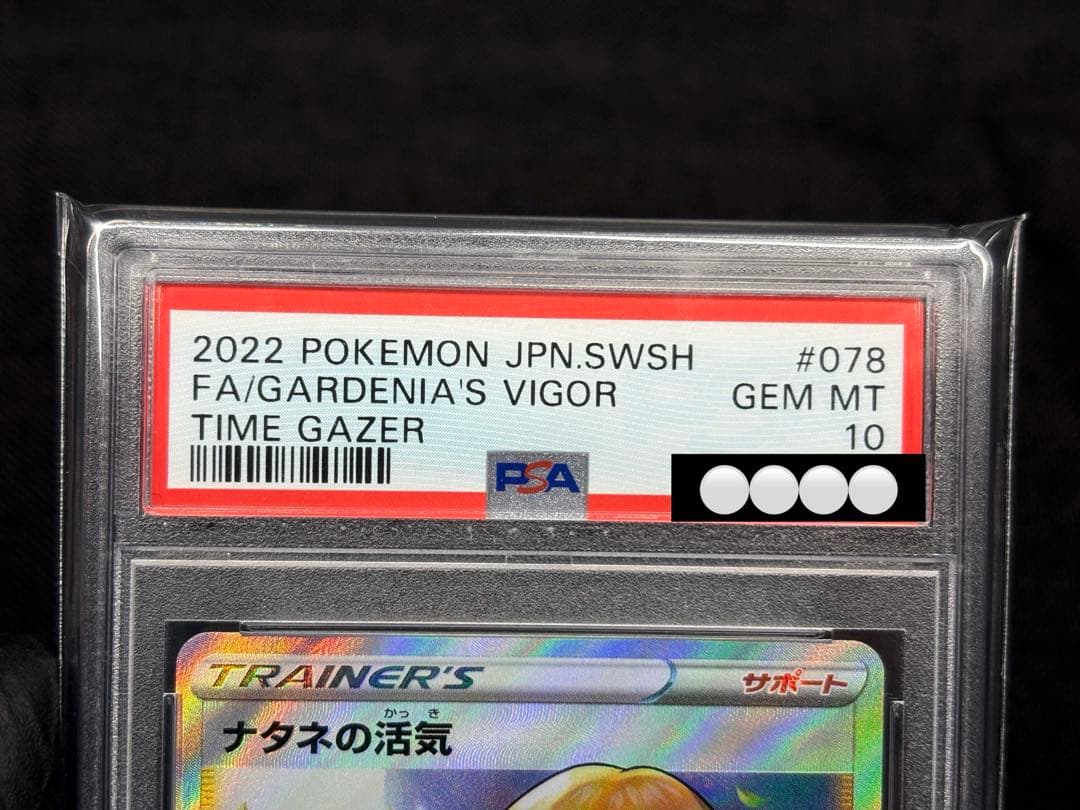 2022 POKEMON JPN.SWSH #078
FA/GARDENIA'S VIGOR GEM MT
TIME GAZER 10
PSA
TRAINER'S サポート
かっ き
ナタネの活気